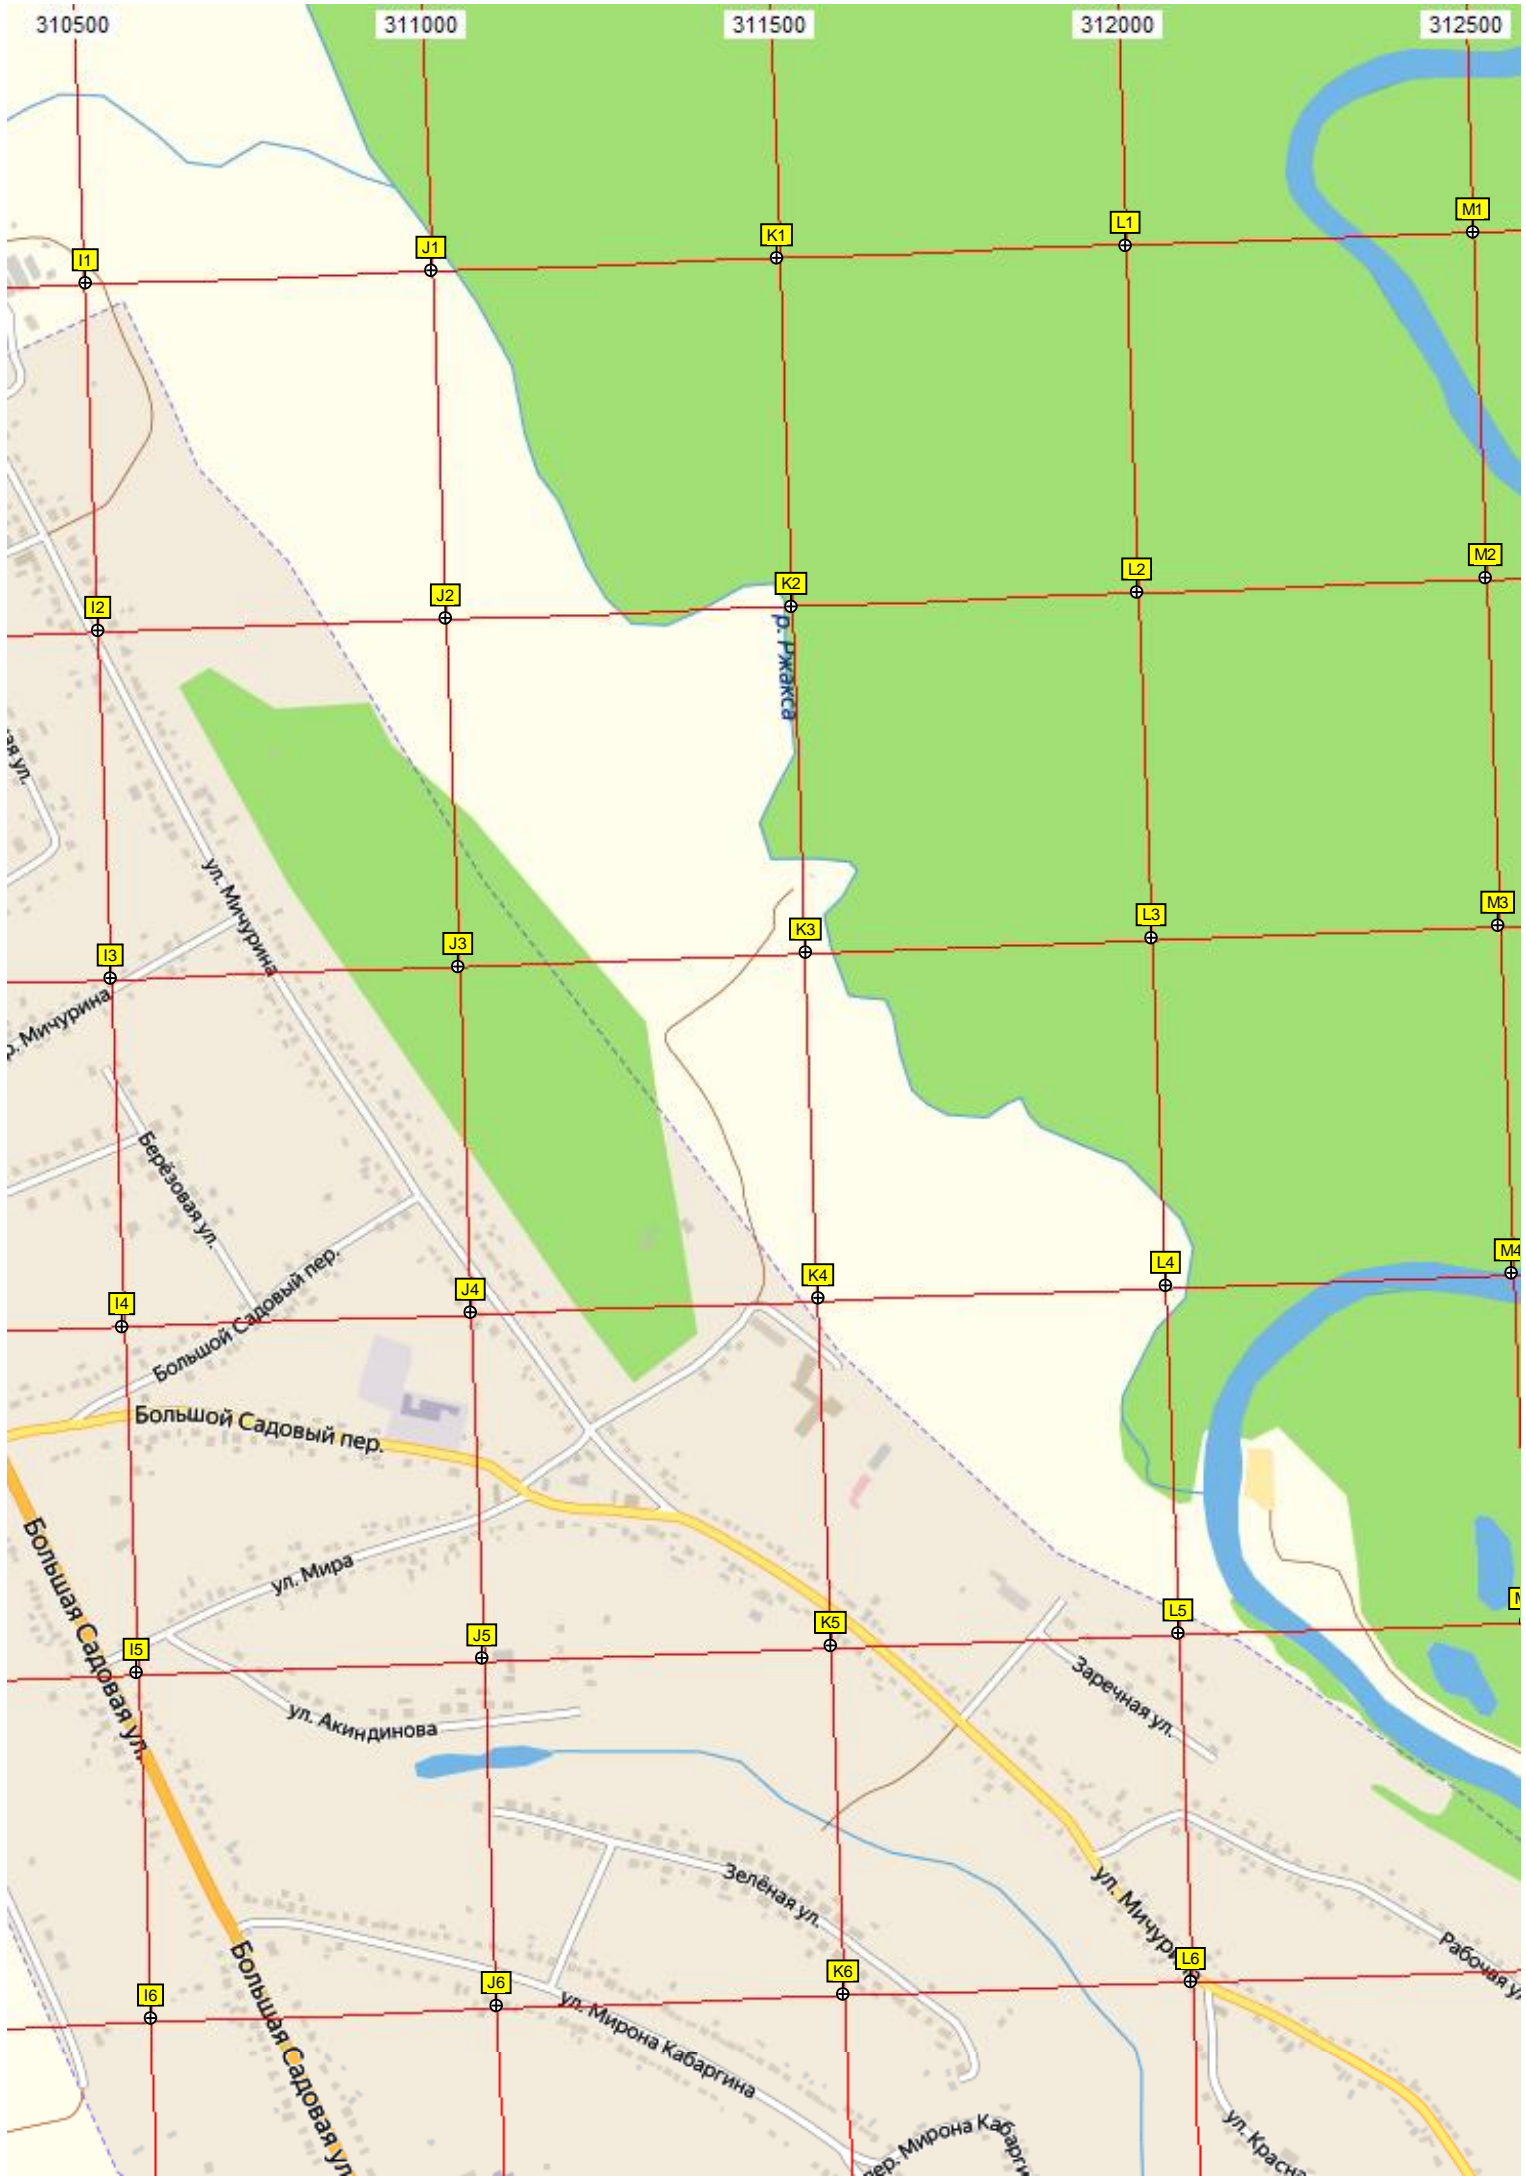 310500 311000 311500 312000 312500
I1 J1 K1 L1 M1
I2 J2 K2 L2 M2
р. Ржакса
ая ул.
ул. Мичурина
I3 J3 K3 L3 M3
р. Мичурина
Берёзовая ул.
Большой Садовый пер.
I4 J4 K4 L4 M4
Большой Садовый пер.
Большая Садовая ул.
ул. Мира
I5 J5 K5 L5
ул. Акиндинова
Заречная ул.
Зелёная ул.
ул. Мичурина
Рабочая ул
Большая Садовая ул.
I6 J6 K6 L6
ул. Мирона Кабаргина
пер. Мирона Кабарги
ул. Красна